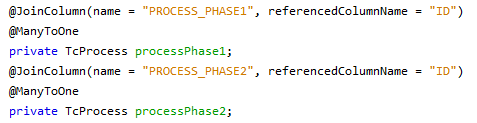 @JoinColumn(name = "PROCESS_PHASE1", referencedColumnName = "ID")
@ManyToOne
private TcProcess processPhase1;
@JoinColumn(name = "PROCESS_PHASE2", referencedColumnName = "ID")
@ManyToOne
private TcProcess processPhase2;